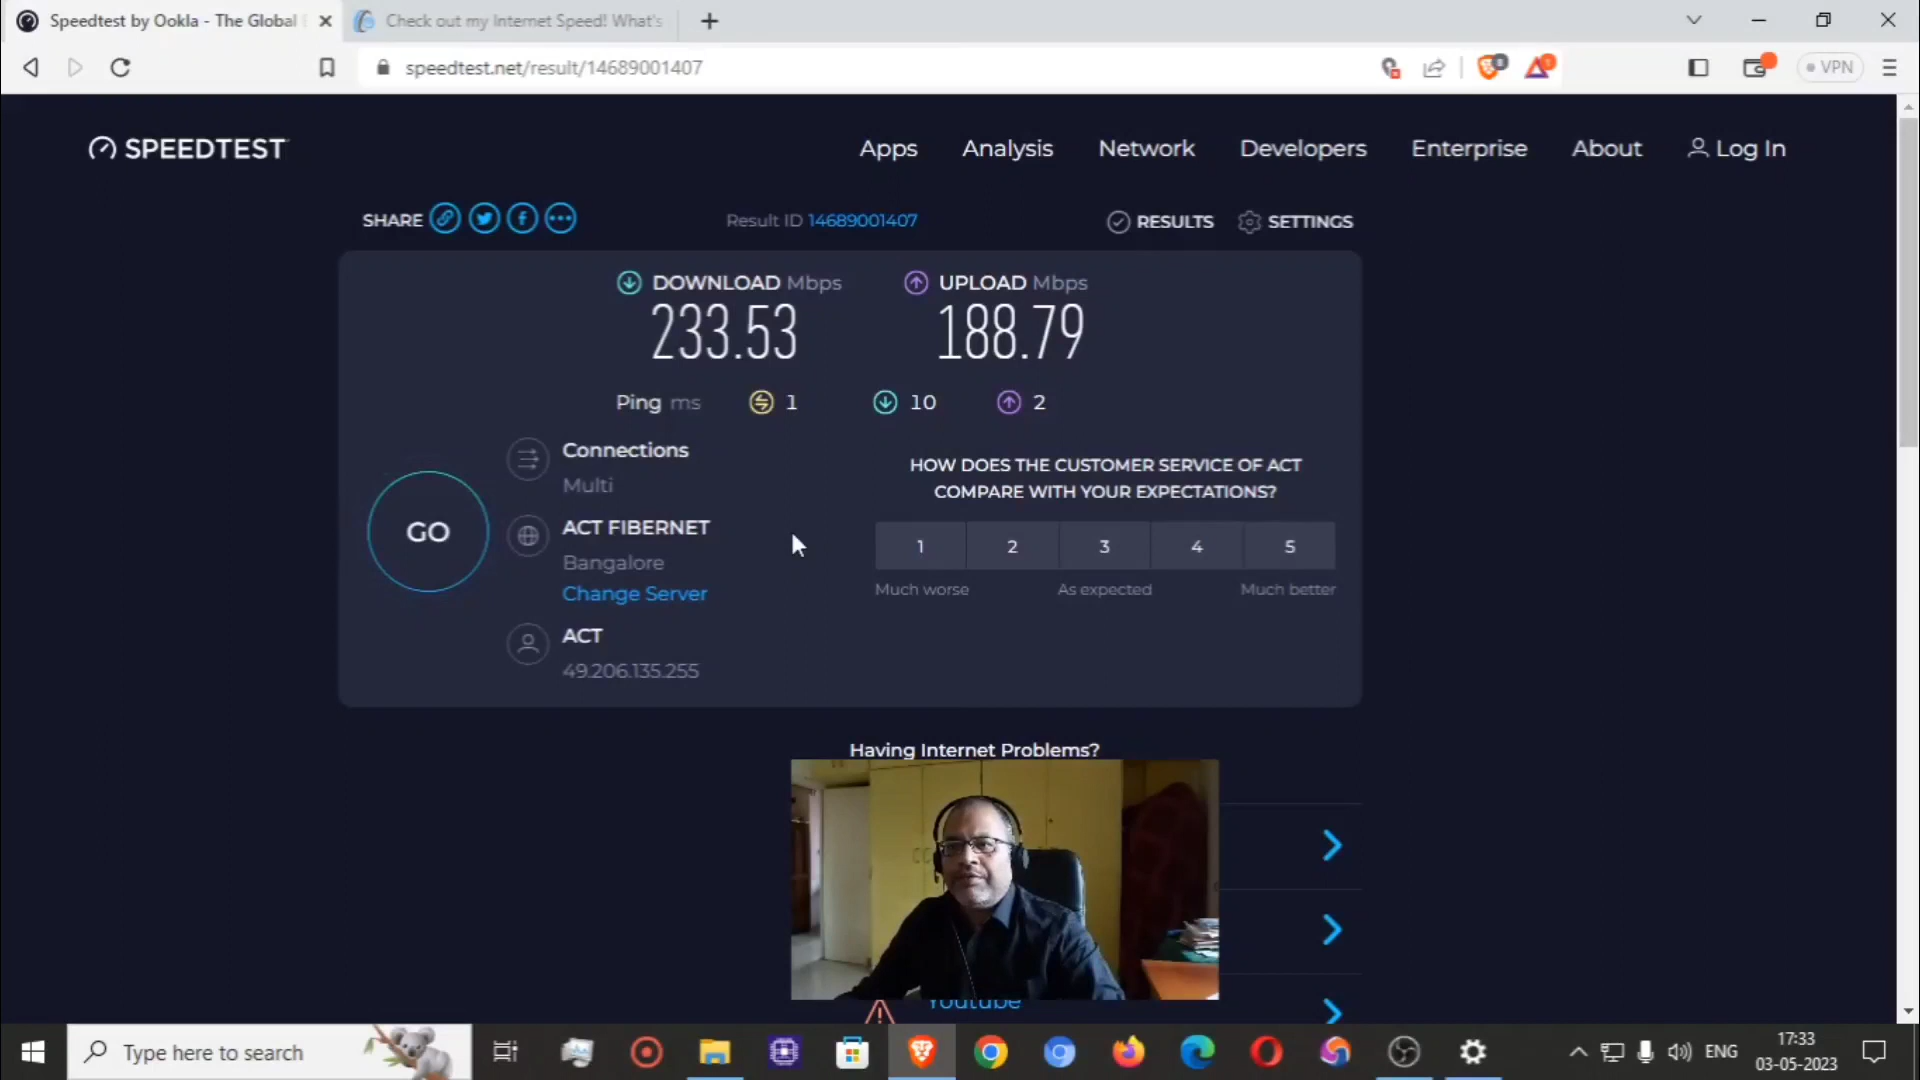 Speedtest by Ookla - The Global
Check out my Internet Speed! What's
speedtest.net/result/14689001407
VPN
SPEEDTEST
Apps
Analysis
Network
Developers
Enterprise
About
Log In
SHARE
Result ID 14689001407
RESULTS
SETTINGS
DOWNLOAD Mbps
233.53
UPLOAD Mbps
188.79
Ping ms
1
10
2
Connections
Multi
GO
ACT FIBERNET
Bangalore
Change Server
ACT
49.206.135.255
HOW DOES THE CUSTOMER SERVICE OF ACT
COMPARE WITH YOUR EXPECTATIONS?
1 2 3 4 5
Much worse As expected Much better
Having Internet Problems?
Youtube
Type here to search
ENG
17:33
03-05-2023